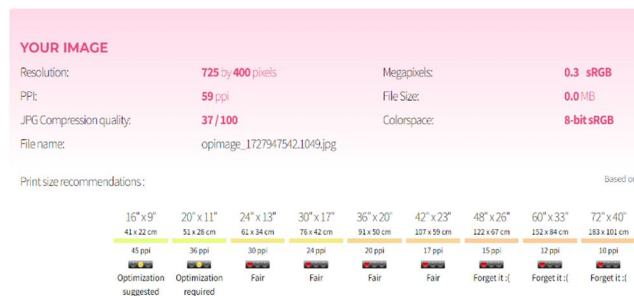 YOUR IMAGE
Resolution: 725 by 400 pixels Megapixels: 0.3 sRGB
PPI: 59 ppi File Size: 0.0 MB
JPG Compression quality: 37 / 100 Colorspace: 8-bit sRGB
File name: opimage_1727947542.1049.jpg
Print size recommendations : Based o
16" x 9" 20" x 11" 24" x 13" 30" x 17" 36" x 20" 42" x 23" 48" x 26" 60" x 33" 72" x 40"
41 x 22 cm 51 x 28 cm 61 x 34 cm 76 x 42 cm 91 x 50 cm 107 x 59 cm 122 x 67 cm 152 x 84 cm 183 x 101 cm
45 ppi 36 ppi 30 ppi 24 ppi 20 ppi 17 ppi 15 ppi 12 ppi 10 ppi
Optimization Optimization Fair Fair Fair Fair Forget it :( Forget it :( Forget it :(
suggested required